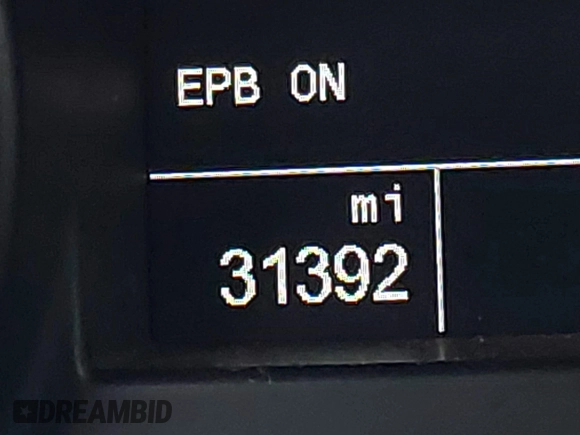 EPB ON
mi
31392
DREAMBID